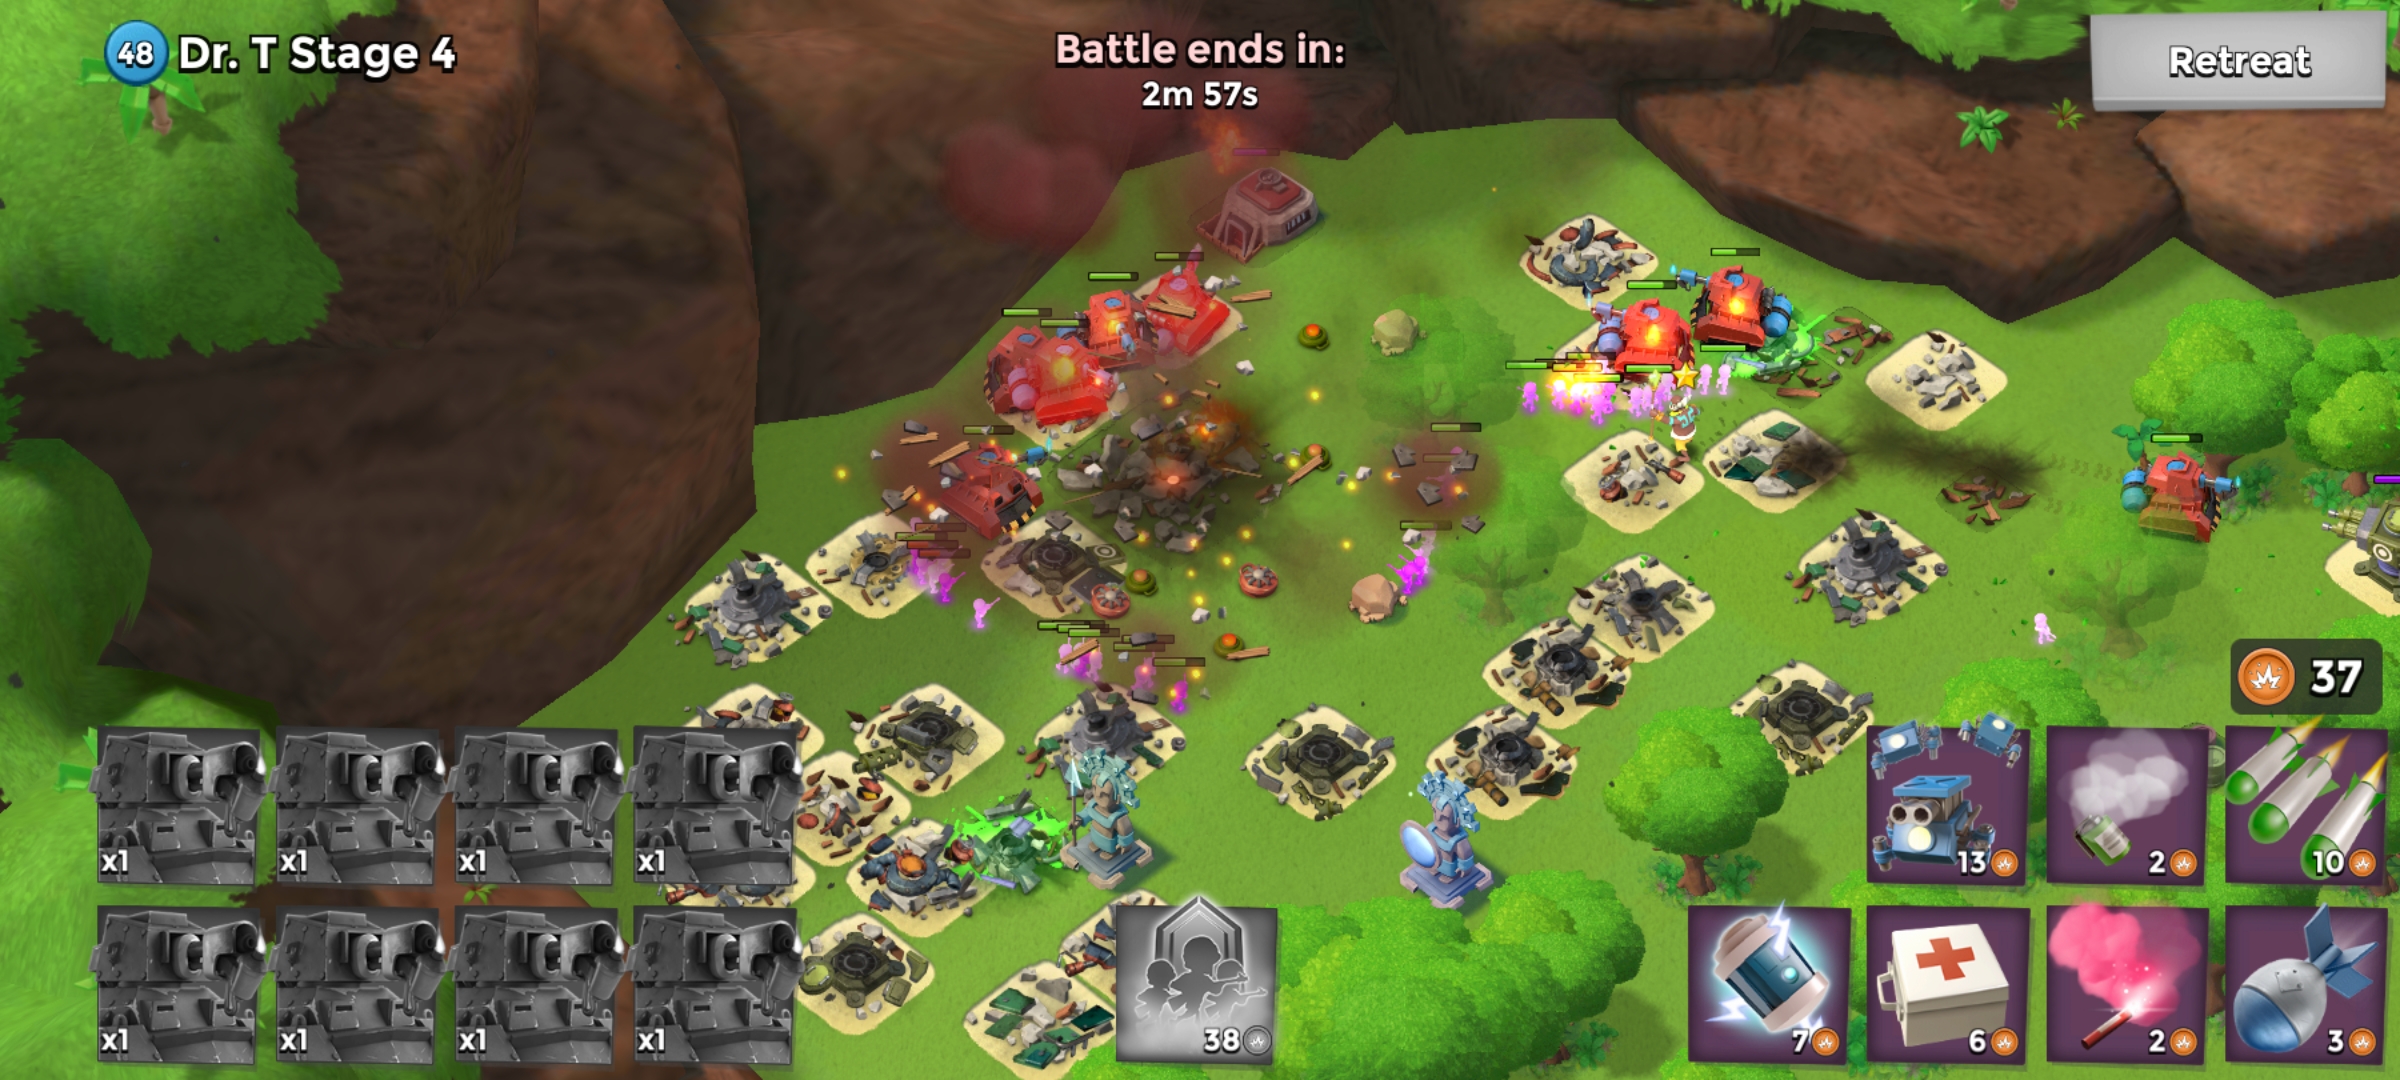 48 Dr. T Stage 4
Battle ends in:
2m 57s
Retreat
37
x1 x1 x1 x1
13 2 10
x1 x1 x1 x1
38
7 6 2 3